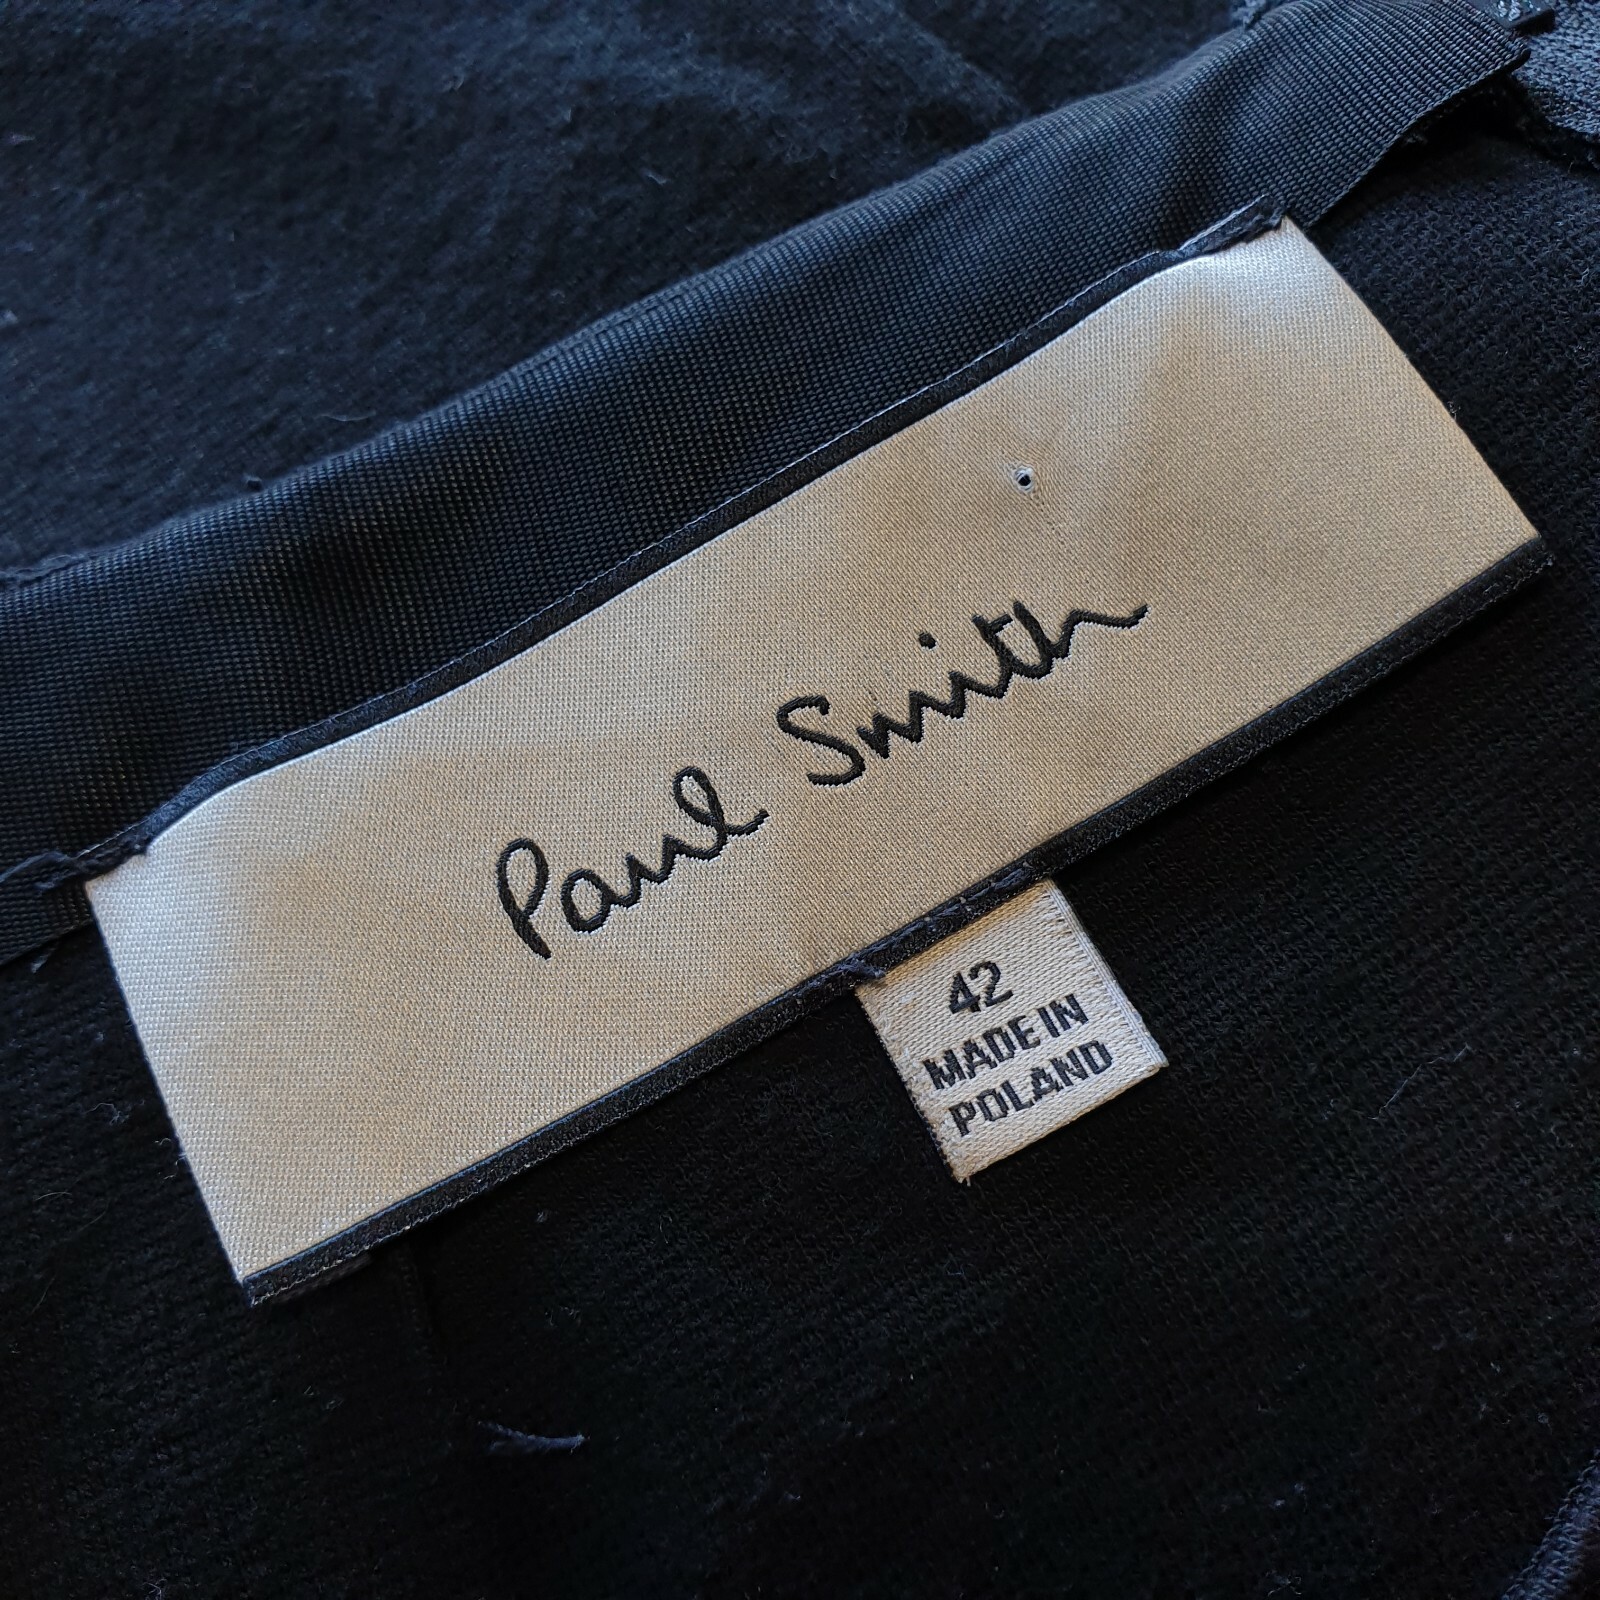 Paul Smith
42
MADE IN
POLAND